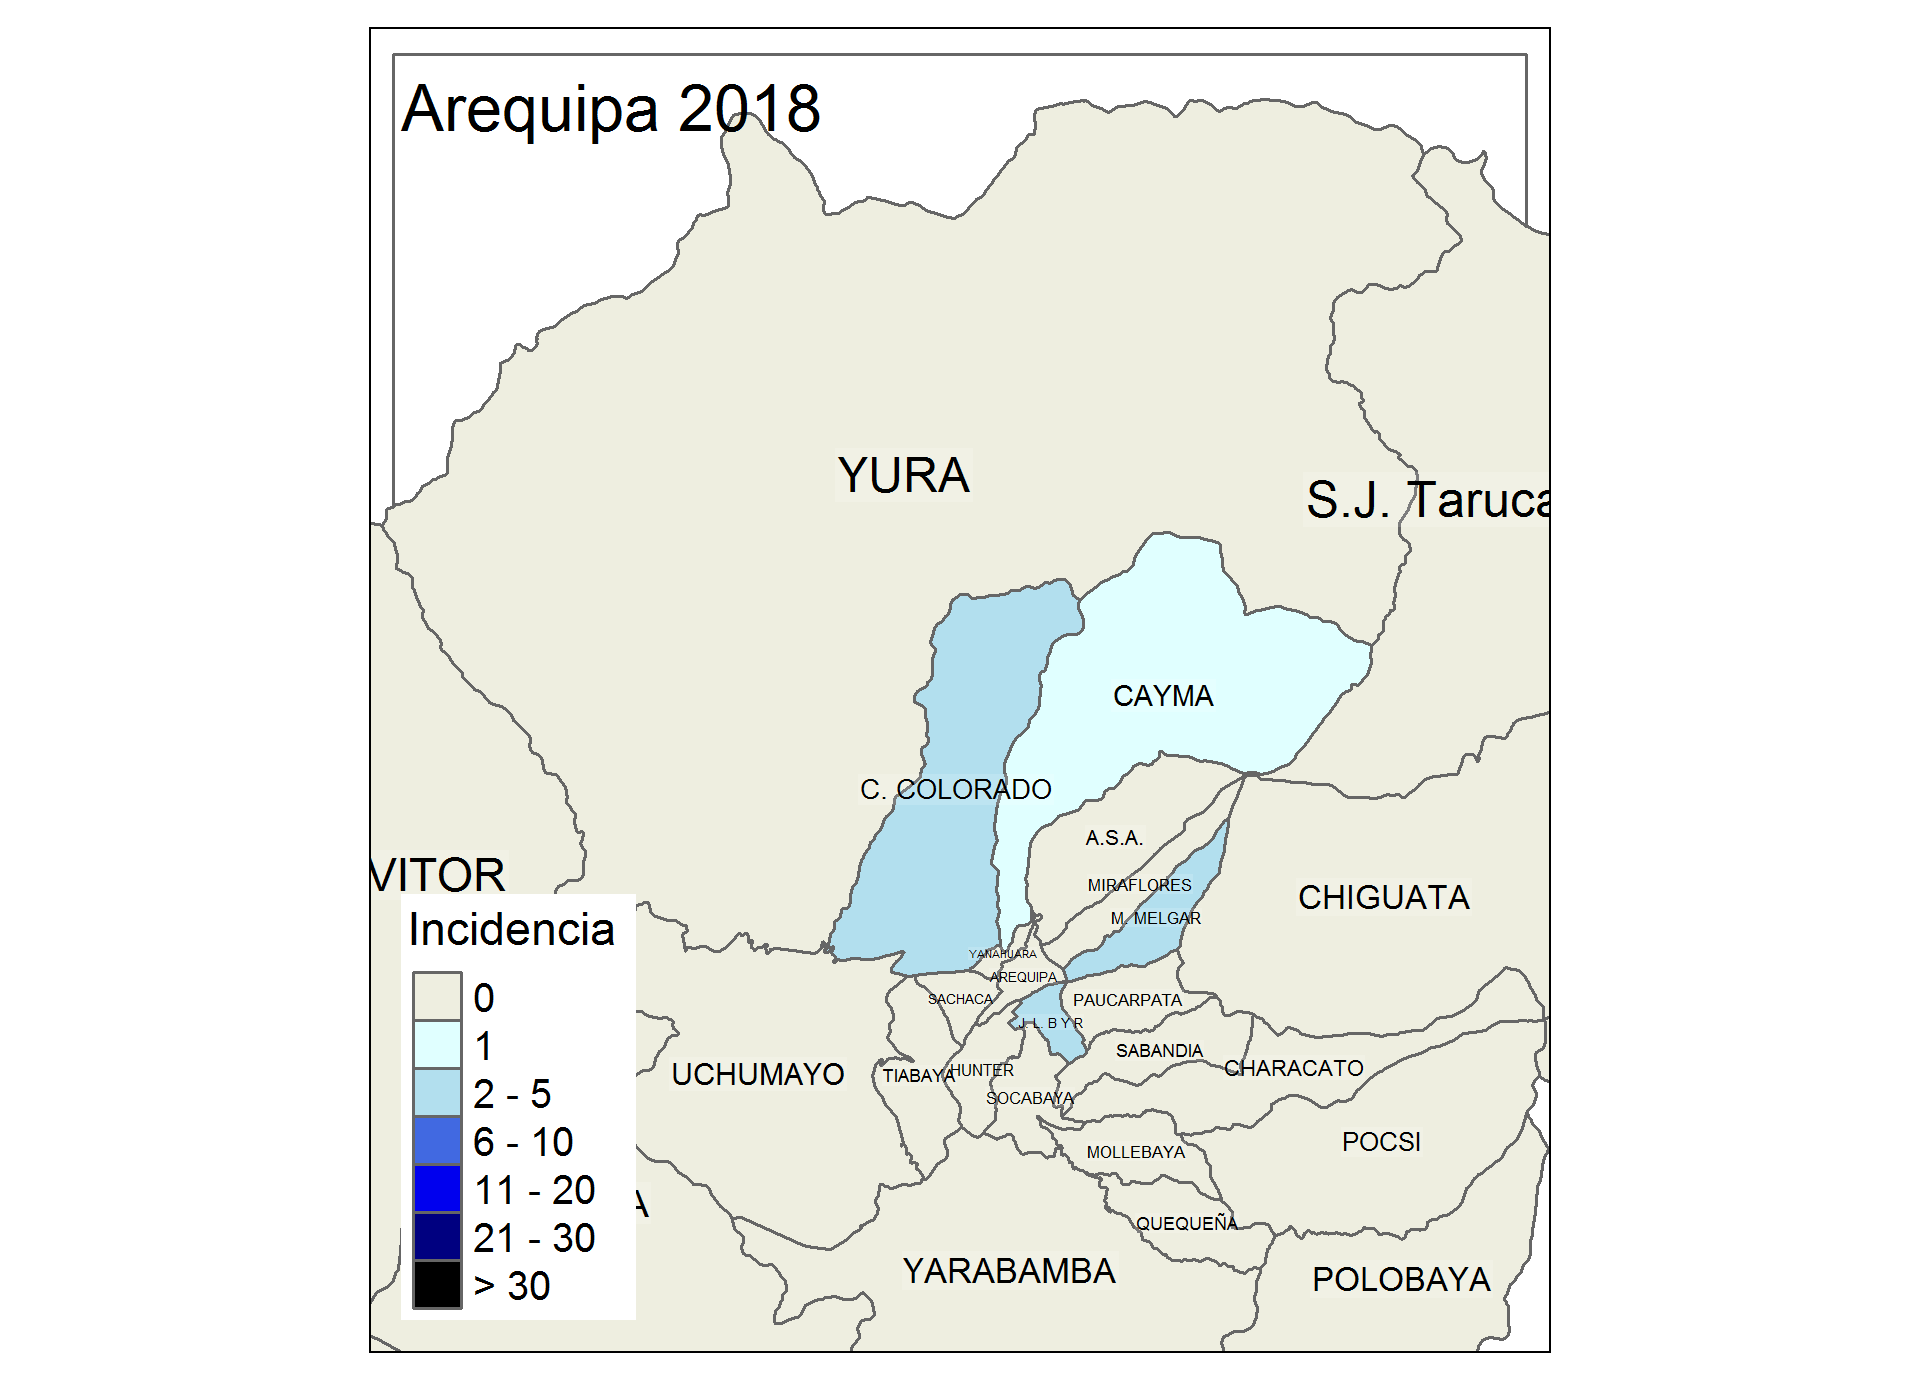 Arequipa 2018
YURA
S.J. Taruca
CAYMA
C. COLORADO
A.S.A.
VITOR
MIRAFLORES
CHIGUATA
M. MELGAR
YANAHUARA
AREQUIPA
SACHACA
PAUCARPATA
J. L. B Y R
SABANDIA
CHARACATO
UCHUMAYO
TIABAYA
HUNTER
SOCABAYA
MOLLEBAYA
POCSI
A
QUEQUEÑA
YARABAMBA
POLOBAYA
Incidencia
0
1
2 - 5
6 - 10
11 - 20
21 - 30
> 30